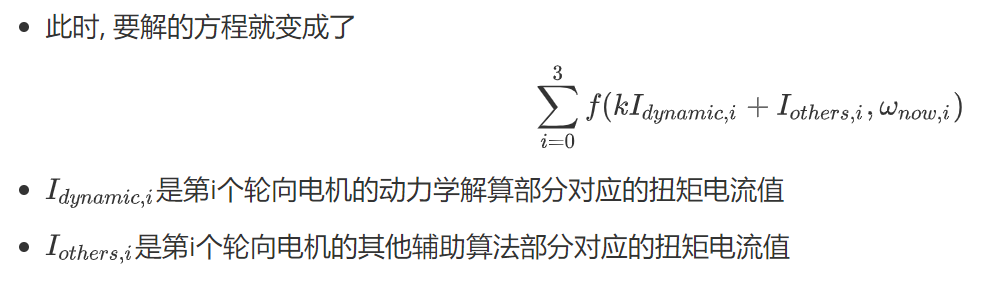 • 此时, 要解的方程就变成了
$$\sum_{i=0}^{3} f(kI_{dynamic,i} + I_{others,i}, \omega_{now,i})$$
• $I_{dynamic,i}$是第i个轮向电机的动力学解算部分对应的扭矩电流值
• $I_{others,i}$是第i个轮向电机的其他辅助算法部分对应的扭矩电流值